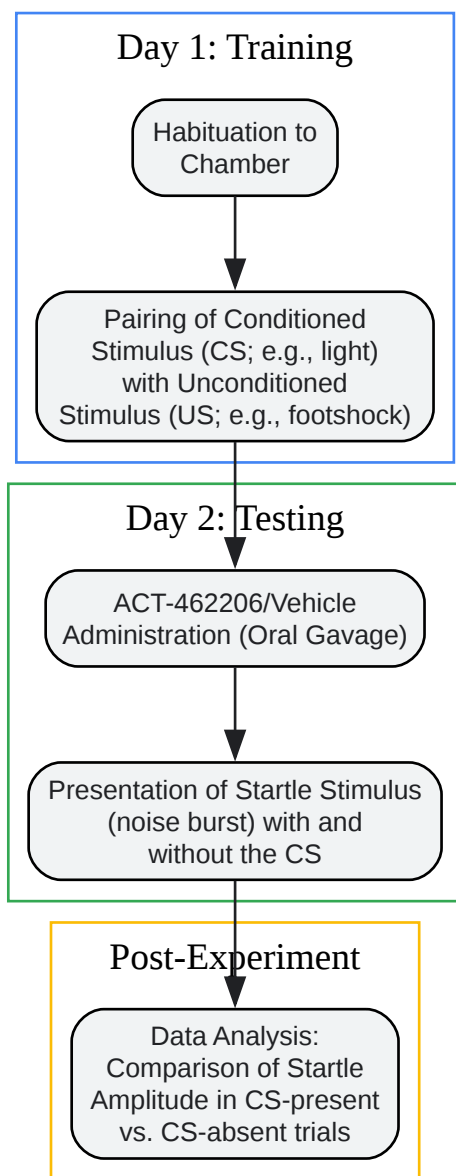 Day 1: Training
Habituation to
Chamber
Pairing of Conditioned
Stimulus (CS; e.g., light)
with Unconditioned
Stimulus (US; e.g., footshock)
Day 2: Testing
ACT-462206/Vehicle
Administration (Oral Gavage)
Presentation of Startle Stimulus
(noise burst) with and
without the CS
Post-Experiment
Data Analysis:
Comparison of Startle
Amplitude in CS-present
vs. CS-absent trials